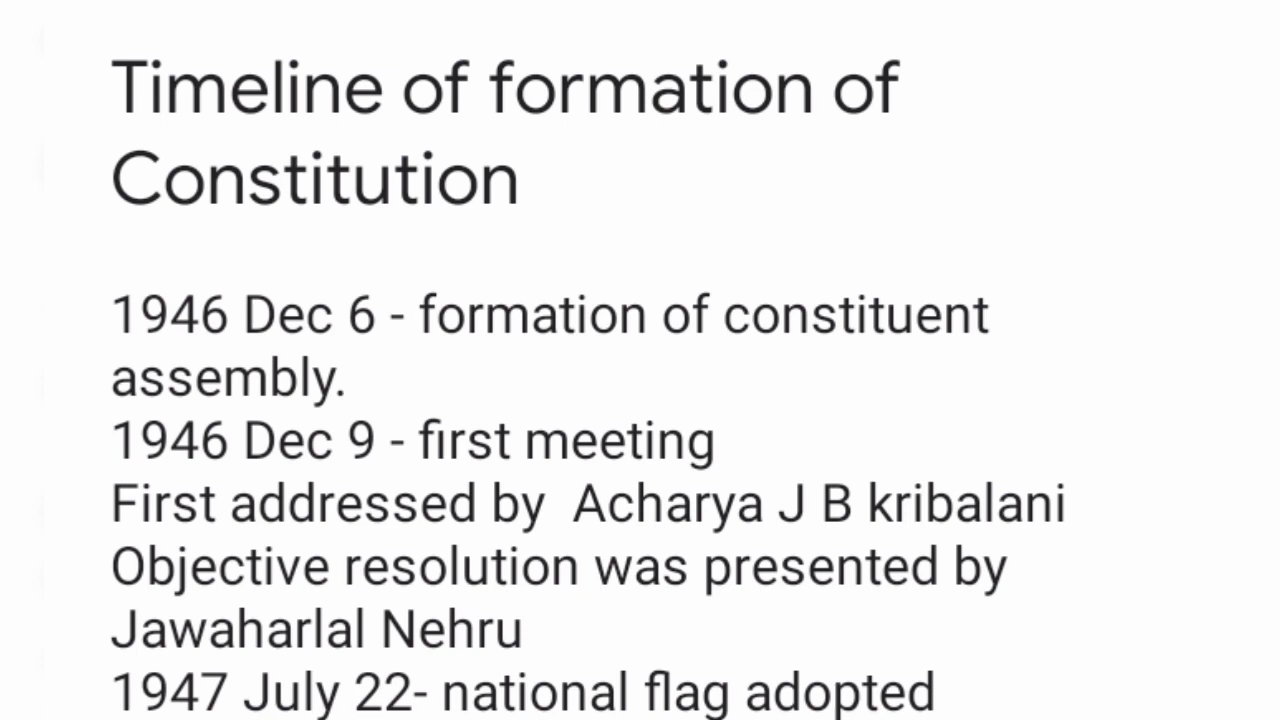 Timeline of formation of
Constitution
1946 Dec 6 - formation of constituent
assembly.
1946 Dec 9 - first meeting
First addressed by  Acharya J B kribalani
Objective resolution was presented by
Jawaharlal Nehru
1947 July 22- national flag adopted